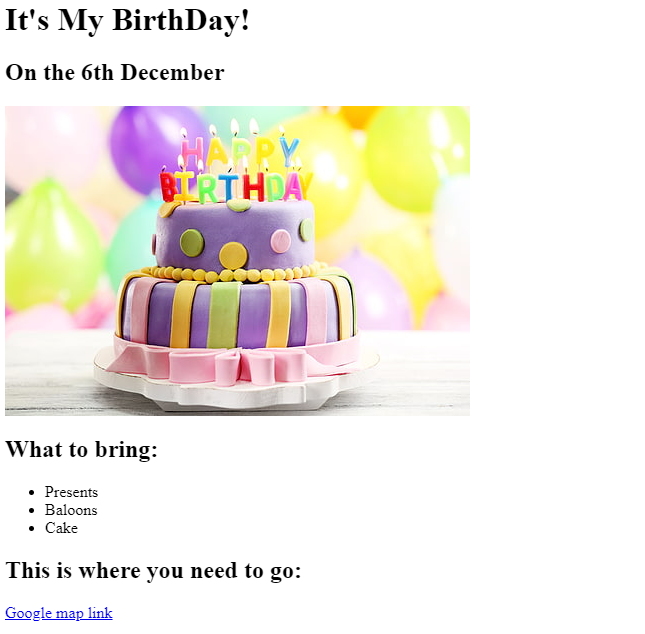 It's My BirthDay!
On the 6th December
HAPPY
BIRTHDAY
What to bring:
Presents
Baloons
Cake
This is where you need to go:
Google map link